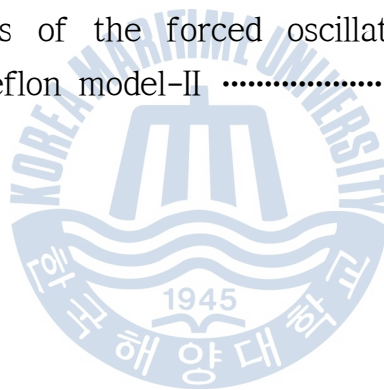 s of the forced oscillat
eflon model-II ··················
KOREA MARITIME UNIVERSITY
1945
한국해양대학교